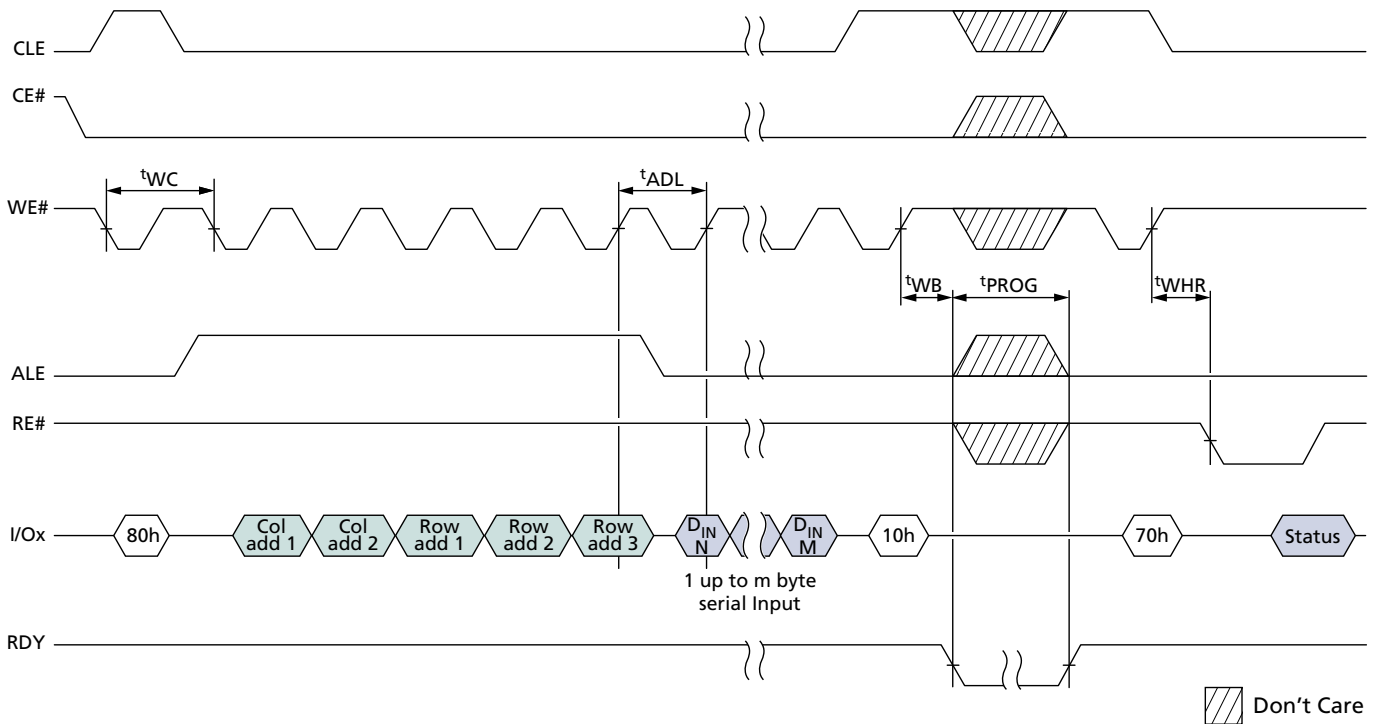 CLE
CE#
tWC
tADL
WE#
tWB
tPROG
tWHR
ALE
RE#
I/Ox
80h
Col add 1
Col add 2
Row add 1
Row add 2
Row add 3
DIN N
DIN M
10h
70h
Status
1 up to m byte
serial Input
RDY
Don't Care